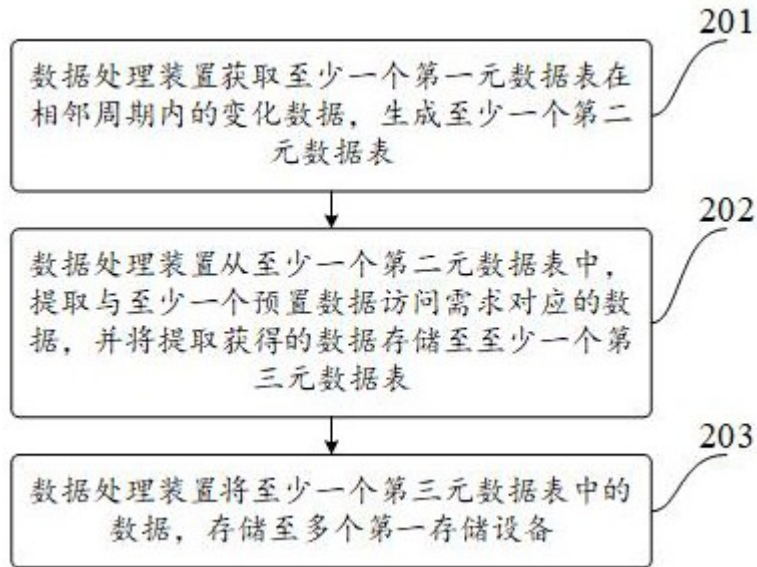 201
数据处理装置获取至少一个第一元数据表在
相邻周期内的变化数据，生成至少一个第二
元数据表
202
数据处理装置从至少一个第二元数据表中，
提取与至少一个预置数据访问需求对应的数
据，并将提取获得的数据存储至至少一个第
三元数据表
203
数据处理装置将至少一个第三元数据表中的
数据，存储至多个第一存储设备